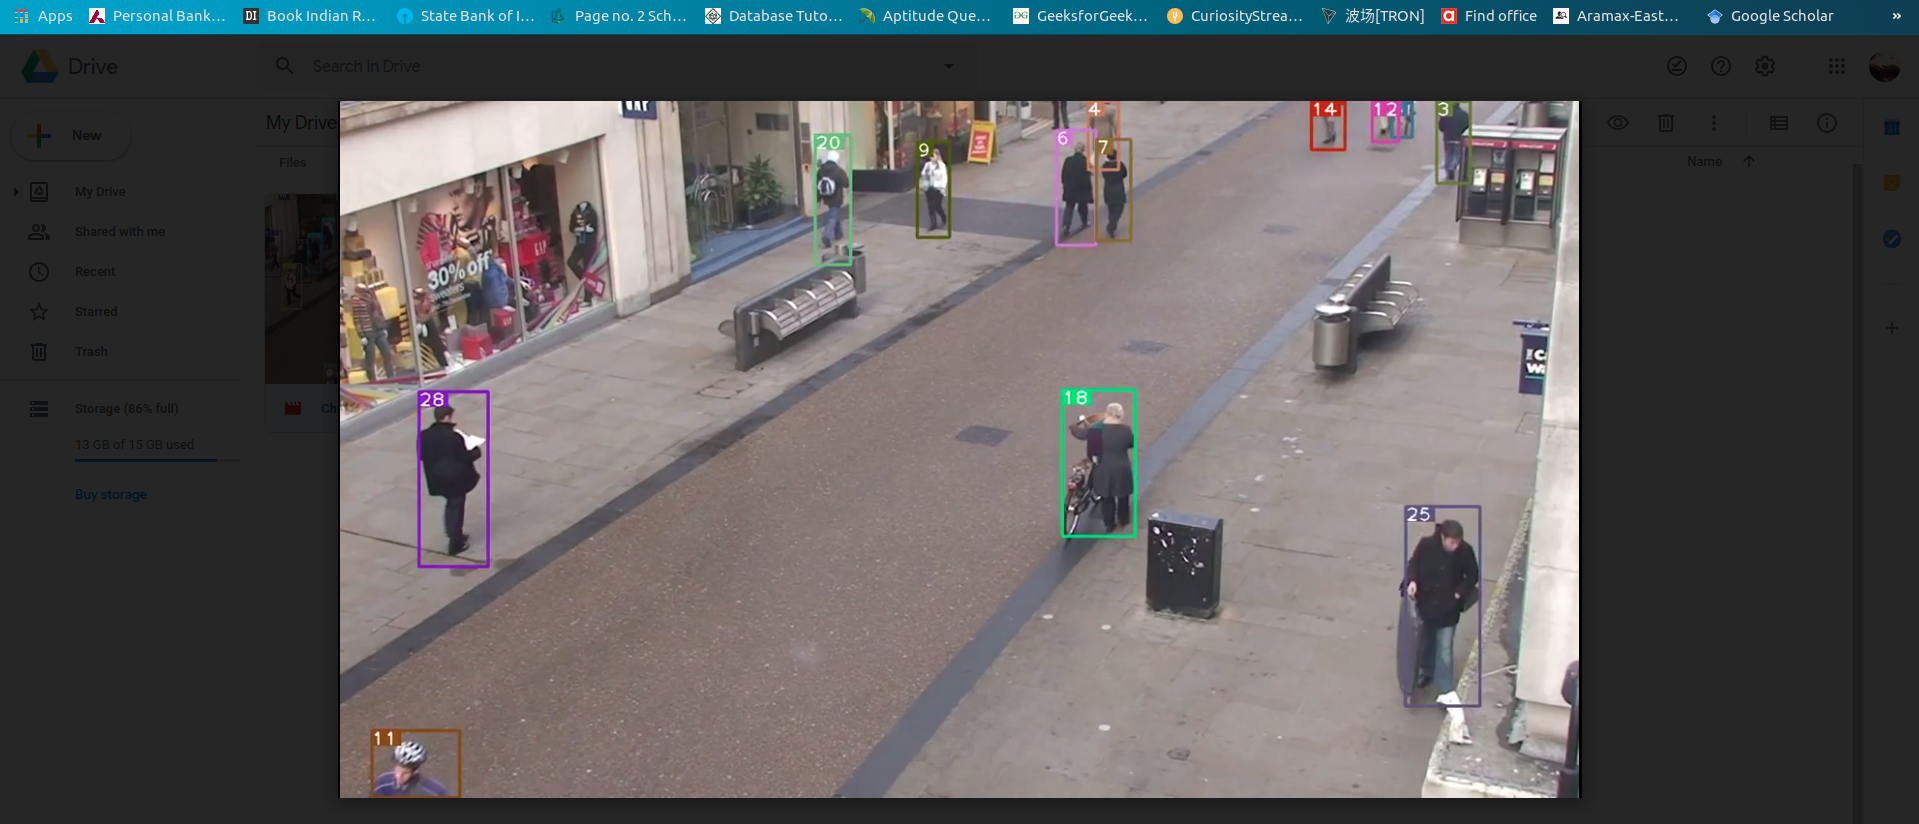 Apps
Personal Bank...
Book Indian R...
State Bank of I...
Page no. 2 Sch...
Database Tuto...
Aptitude Que...
GeeksforGeek...
CuriosityStrea...
波场[TRON]
Find office
Aramax-East...
Google Scholar
»
Drive
Search in Drive
New
My Drive
Files
Name
My Drive
Shared with me
Recent
Starred
Trash
Storage (86% full)
13 GB of 15 GB used
Buy storage
Ch
4
14
12
3
20
9
6
7
30% off
sweaters
GAP
28
18
25
11